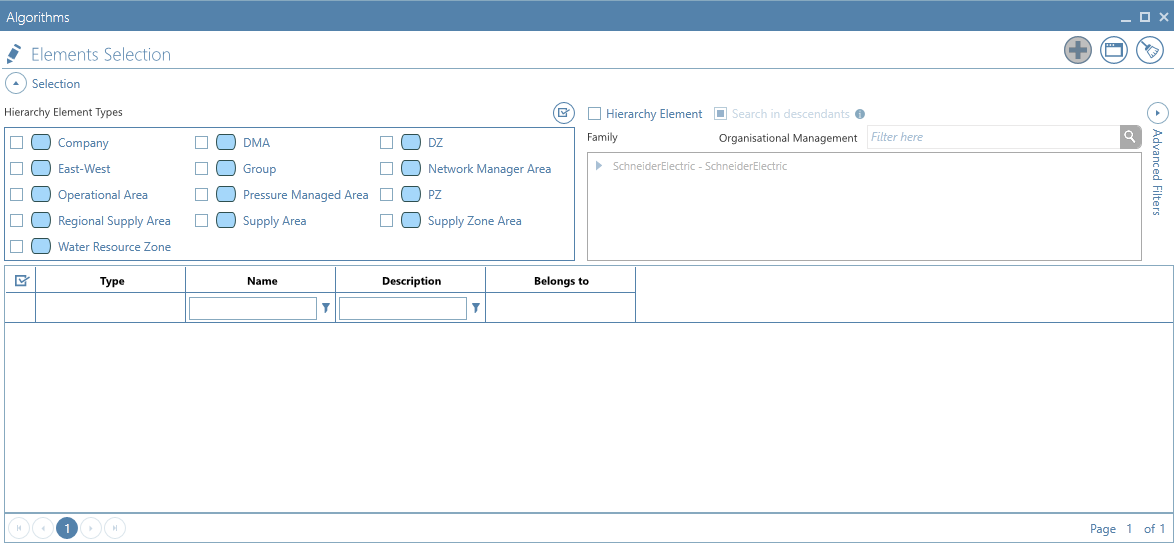 Algorithms
Elements Selection
Selection
Hierarchy Element Types
Hierarchy Element Search in descendants
Family Organisational Management Filter here
Company DMA DZ
East-West Group Network Manager Area
Operational Area Pressure Managed Area PZ
Regional Supply Area Supply Area Supply Zone Area
Water Resource Zone
SchneiderElectric - SchneiderElectric
Advanced Filters
Type Name Description Belongs to
1 Page 1 of 1